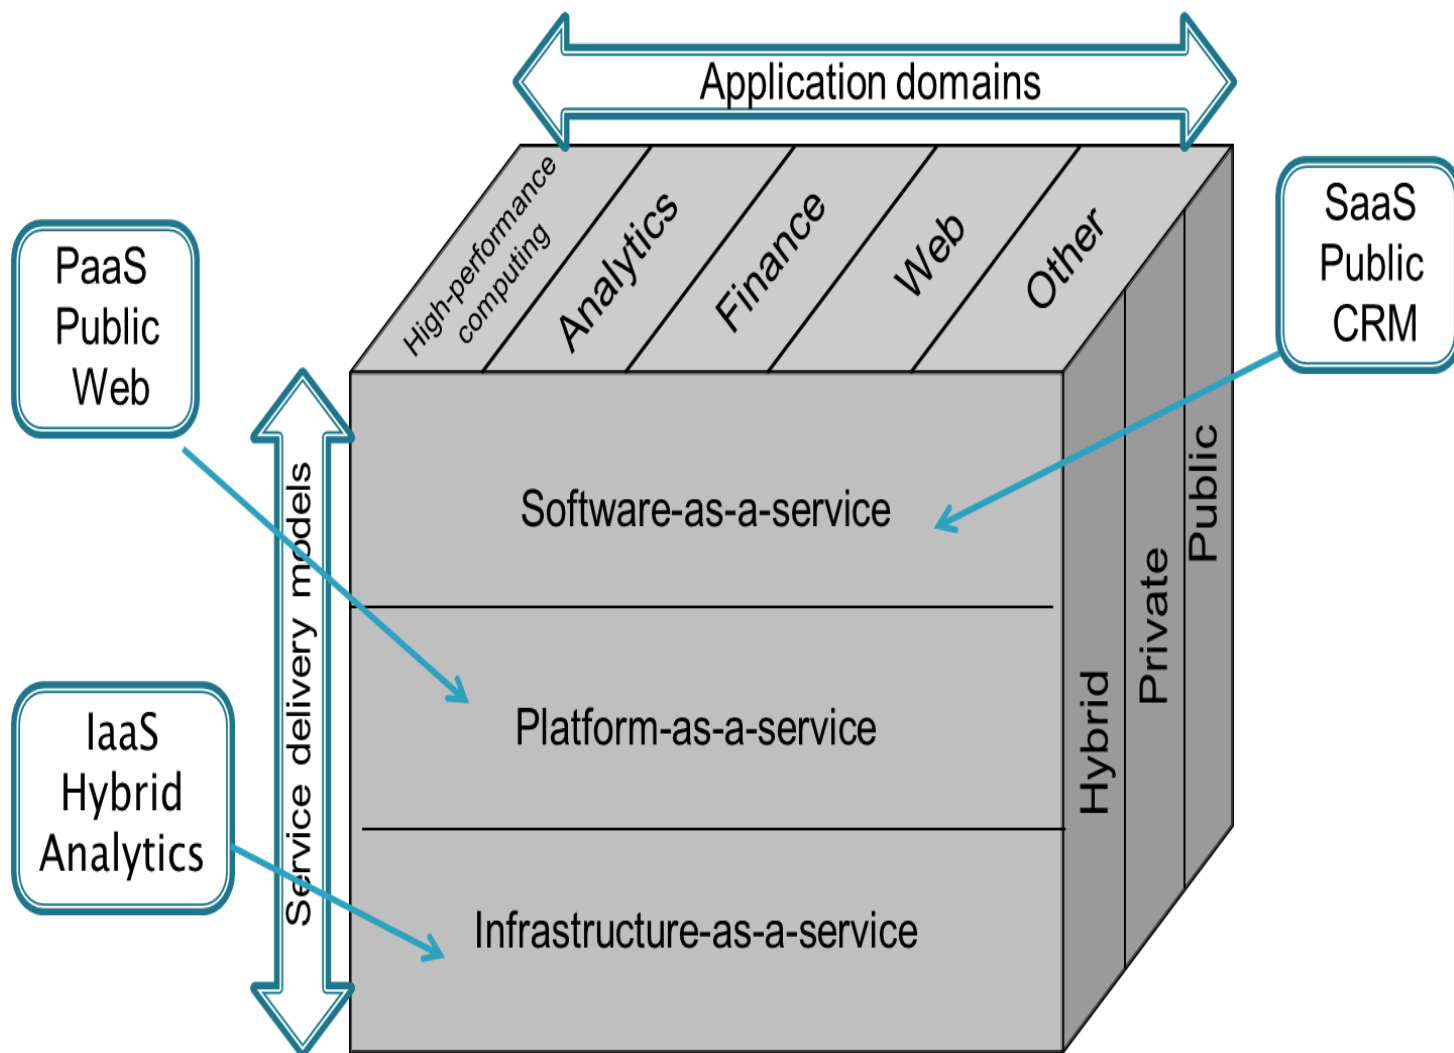 Application domains
High-performance
computing
Analytics
Finance
Web
Other
SaaS
Public
CRM
PaaS
Public
Web
Service delivery models
Software-as-a-service
Platform-as-a-service
Infrastructure-as-a-service
Hybrid
Private
Public
IaaS
Hybrid
Analytics